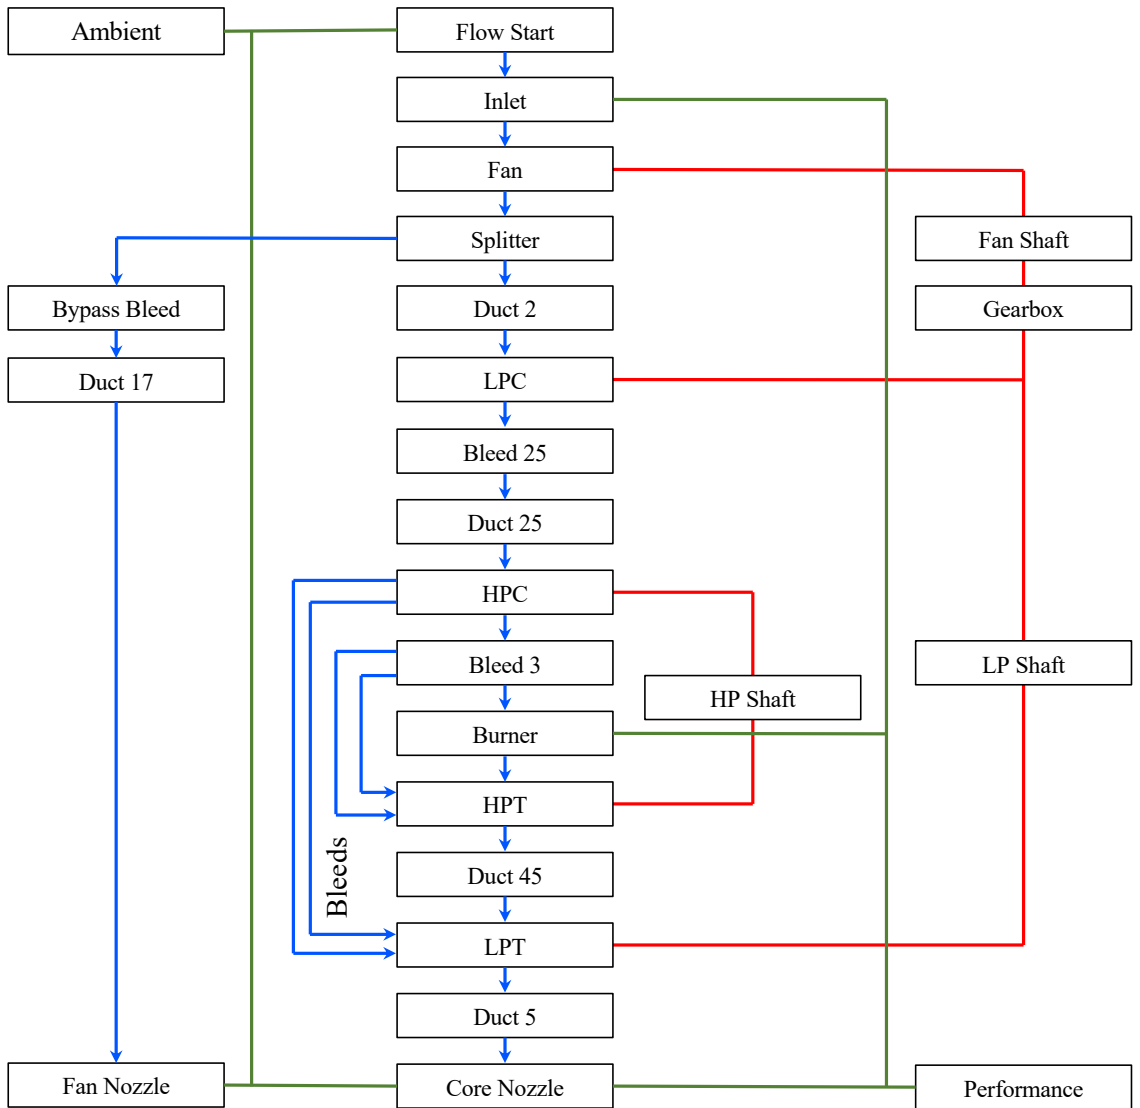 Ambient
Flow Start
Inlet
Fan
Splitter
Fan Shaft
Bypass Bleed
Duct 2
Gearbox
Duct 17
LPC
Bleed 25
Duct 25
HPC
Bleed 3
LP Shaft
HP Shaft
Burner
HPT
Bleeds
Duct 45
LPT
Duct 5
Fan Nozzle
Core Nozzle
Performance